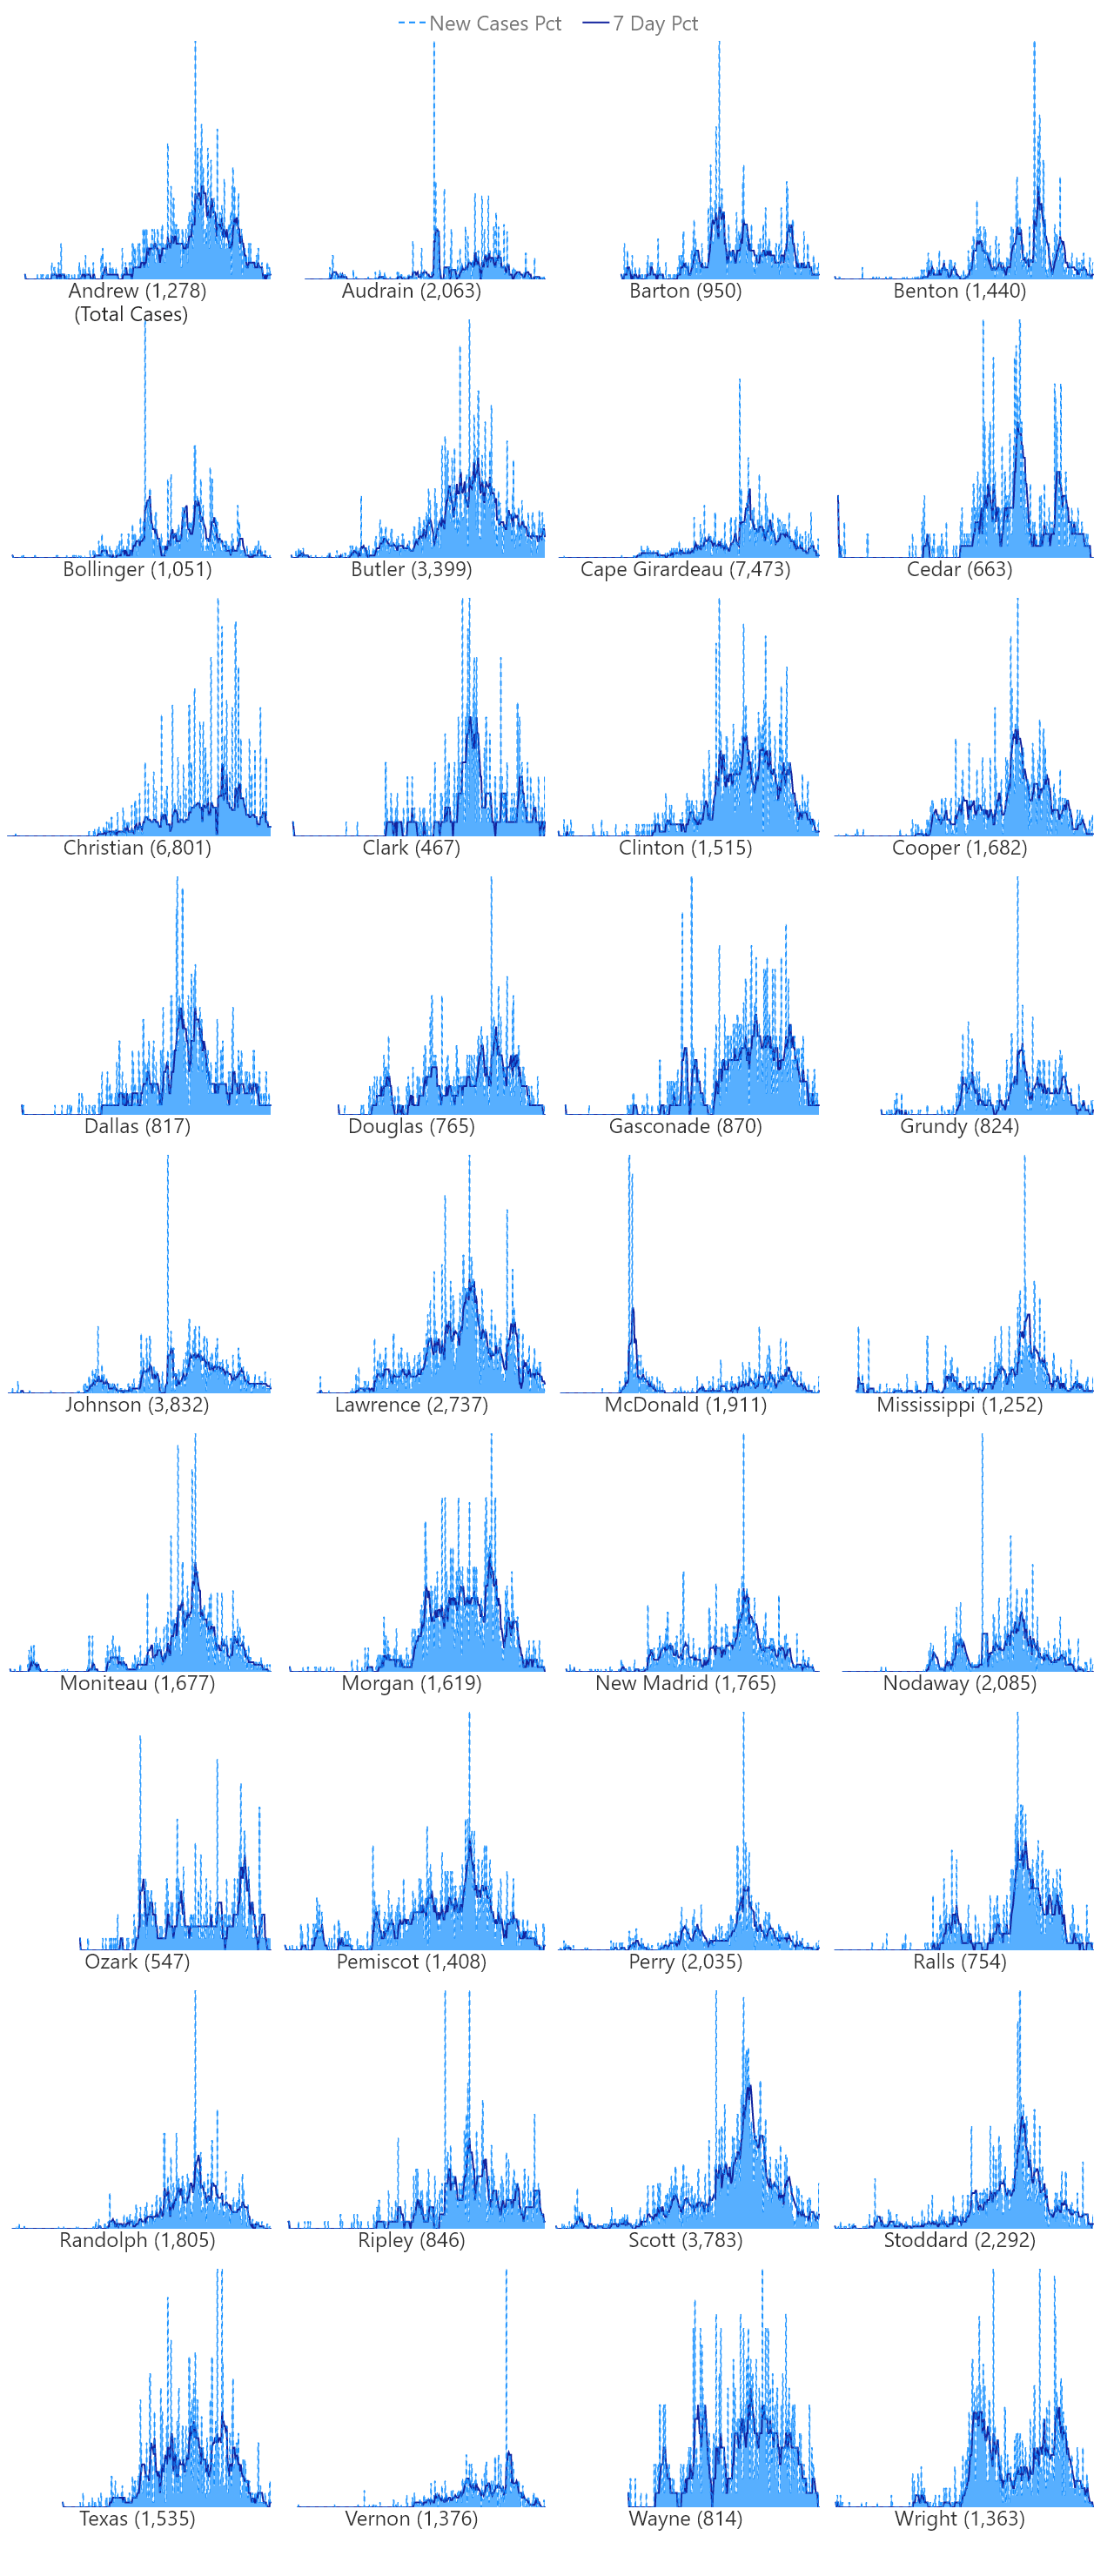 New Cases Pct 7 Day Pct
Andrew (1,278) Audrain (2,063) Barton (950) Benton (1,440)
(Total Cases)
Bollinger (1,051) Butler (3,399) Cape Girardeau (7,473) Cedar (663)
Christian (6,801) Clark (467) Clinton (1,515) Cooper (1,682)
Dallas (817) Douglas (765) Gasconade (870) Grundy (824)
Johnson (3,832) Lawrence (2,737) McDonald (1,911) Mississippi (1,252)
Moniteau (1,677) Morgan (1,619) New Madrid (1,765) Nodaway (2,085)
Ozark (547) Pemiscot (1,408) Perry (2,035) Ralls (754)
Randolph (1,805) Ripley (846) Scott (3,783) Stoddard (2,292)
Texas (1,535) Vernon (1,376) Wayne (814) Wright (1,363)